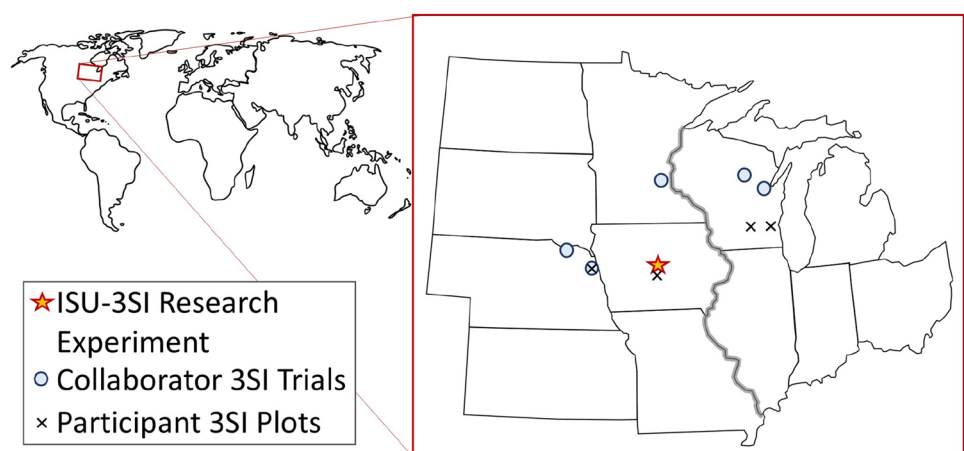 ISU-3SI Research
Experiment
Collaborator 3SI Trials
Participant 3SI Plots